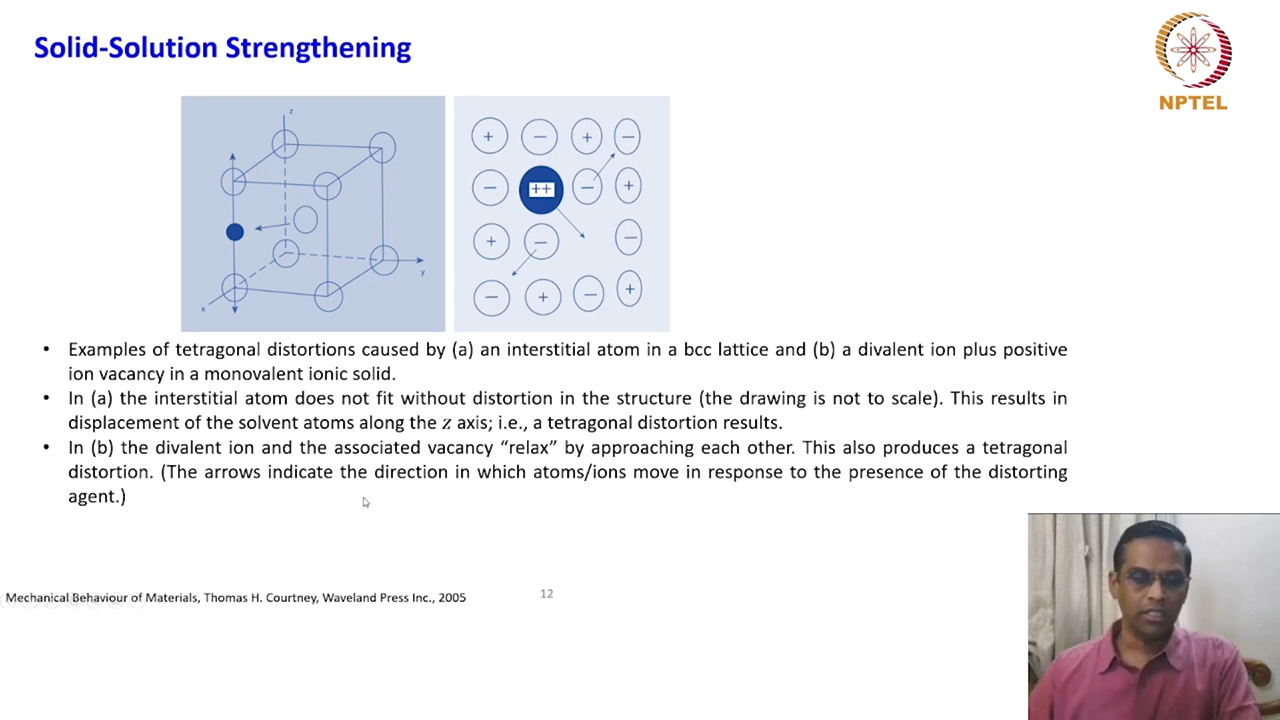 Solid-Solution Strengthening
NPTEL
z
y
x
+ − + −
− ++ − +
+ − −
− + − +
• Examples of tetragonal distortions caused by (a) an interstitial atom in a bcc lattice and (b) a divalent ion plus positive
ion vacancy in a monovalent ionic solid.
• In (a) the interstitial atom does not fit without distortion in the structure (the drawing is not to scale). This results in
displacement of the solvent atoms along the z axis; i.e., a tetragonal distortion results.
• In (b) the divalent ion and the associated vacancy “relax” by approaching each other. This also produces a tetragonal
distortion. (The arrows indicate the direction in which atoms/ions move in response to the presence of the distorting
agent.)
Mechanical Behaviour of Materials, Thomas H. Courtney, Waveland Press Inc., 2005
12